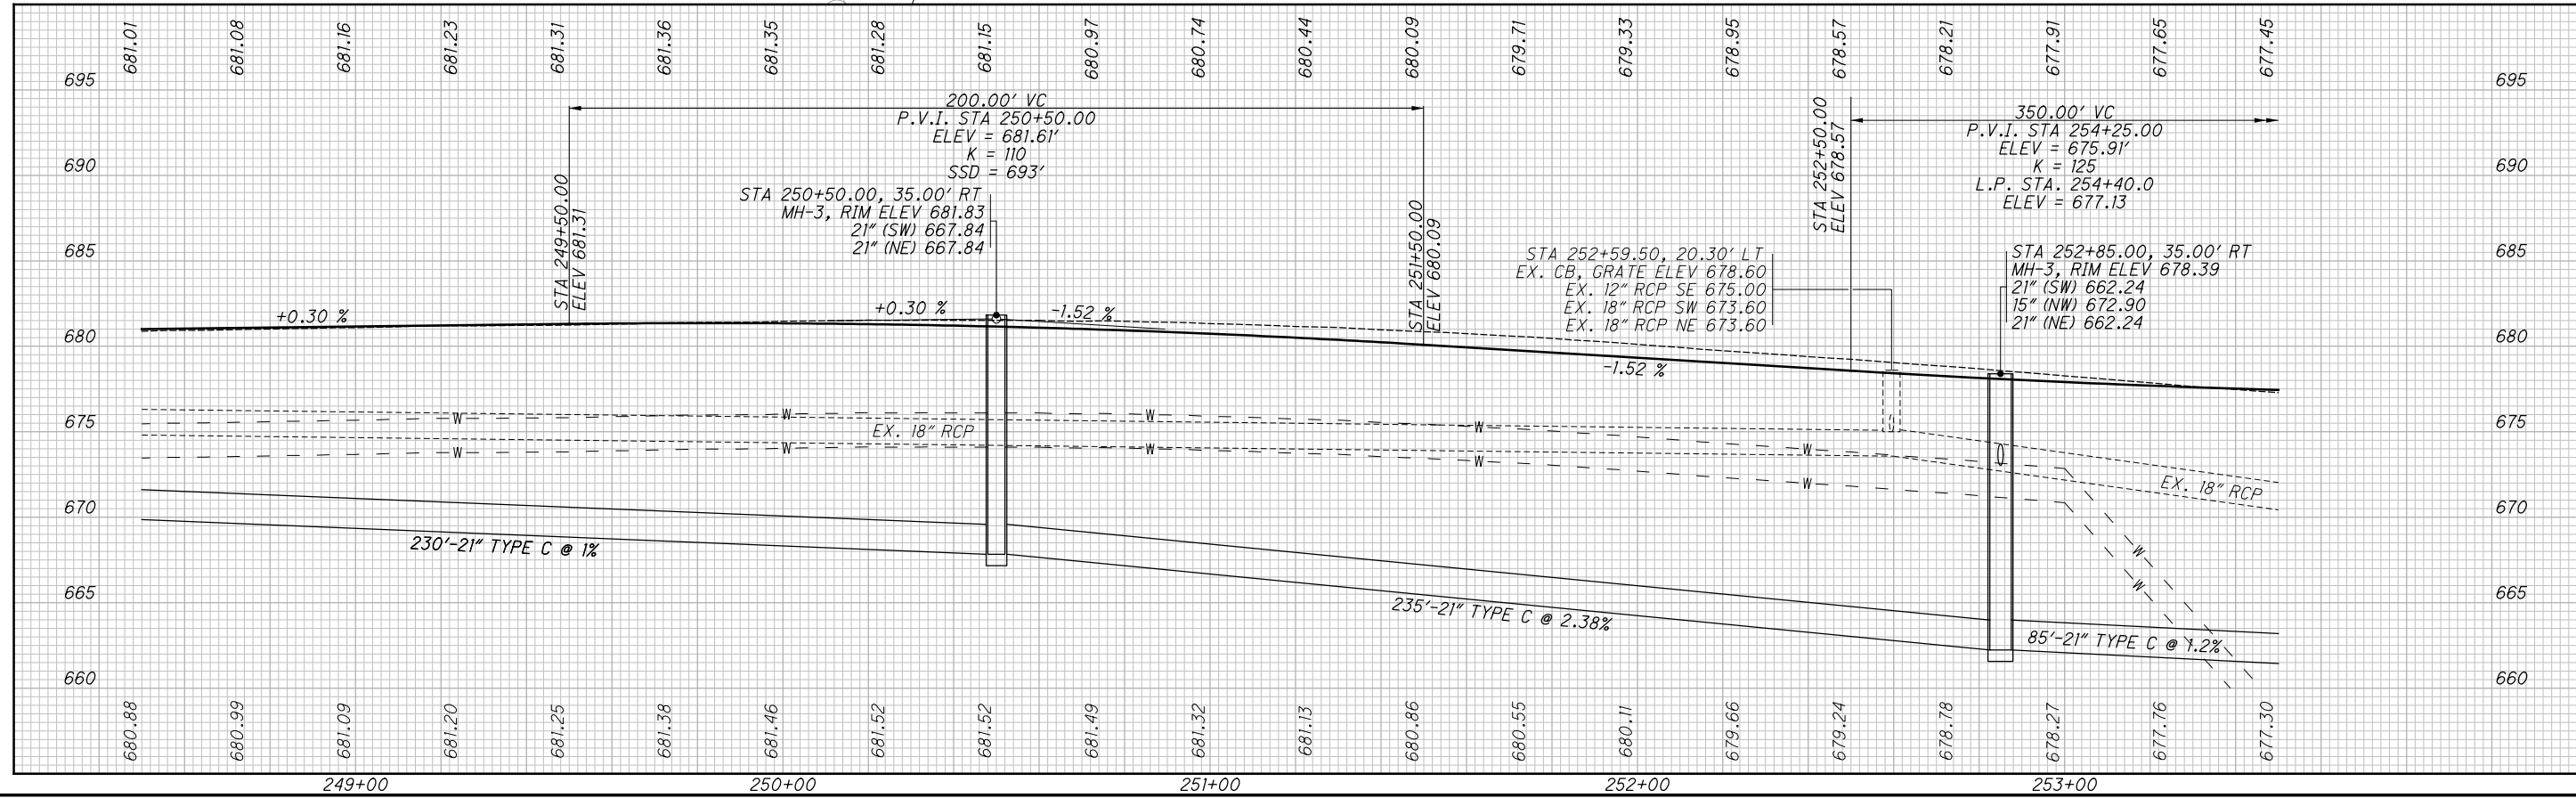 681.01 681.08 681.16 681.23 681.31 681.36 681.35 681.28 681.15 680.97 680.74 680.44 680.09 679.71 679.33 678.95 678.57 678.21 677.91 677.65 677.45
695 695
200.00' VC
P.V.I. STA 250+50.00
ELEV = 681.61'
K = 110
SSD = 693'
350.00' VC
P.V.I. STA 254+25.00
ELEV = 675.91'
K = 125
L.P. STA. 254+40.0
ELEV = 677.13
690 690
STA 249+50.00
ELEV 681.31
STA 250+50.00, 35.00' RT
MH-3, RIM ELEV 681.83
21" (SW) 667.84
21" (NE) 667.84
STA 251+50.00
ELEV 680.09
STA 252+50.00
ELEV 678.57
685 685
STA 252+59.50, 20.30' LT
EX. CB, GRATE ELEV 678.60
EX. 12" RCP SE 675.00
EX. 18" RCP SW 673.60
EX. 18" RCP NE 673.60
STA 252+85.00, 35.00' RT
MH-3, RIM ELEV 678.39
21" (SW) 662.24
15" (NW) 672.90
21" (NE) 662.24
+0.30 % +0.30 % -1.52 %
680 680
-1.52 %
675 675
W W W W W
EX. 18" RCP
W W W W W
EX. 18" RCP
670 670
230'-21" TYPE C @ 1%
W
W
665 665
235'-21" TYPE C @ 2.38%
85'-21" TYPE C @ 1.2%
660 660
680.88 680.99 681.09 681.20 681.25 681.38 681.46 681.52 681.52 681.49 681.32 681.13 680.86 680.55 680.11 679.66 679.24 678.78 678.27 677.76 677.30
249+00 250+00 251+00 252+00 253+00